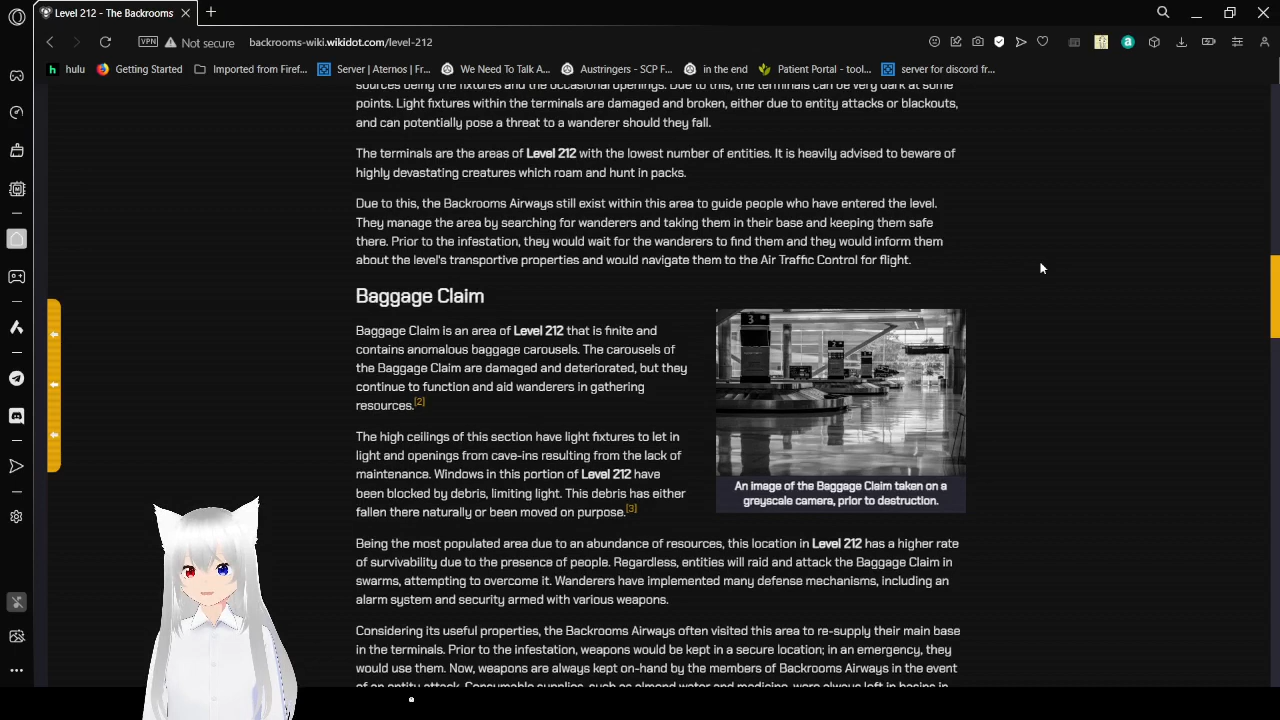 Level 212 - The Backrooms
VPN
Not secure
backrooms-wiki.wikidot.com/level-212
hulu
Getting Started
Imported from Firef...
Server | Aternos | Fr...
We Need To Talk A...
Austringers - SCP F...
in the end
Patient Portal - tool...
server for discord fr...
sources being the fixtures and the occasional openings. Due to this, the terminals can be very dark at some
points. Light fixtures within the terminals are damaged and broken, either due to entity attacks or blackouts,
and can potentially pose a threat to a wanderer should they fall.
The terminals are the areas of Level 212 with the lowest number of entities. It is heavily advised to beware of
highly devastating creatures which roam and hunt in packs.
Due to this, the Backrooms Airways still exist within this area to guide people who have entered the level.
They manage the area by searching for wanderers and taking them in their base and keeping them safe
there. Prior to the infestation, they would wait for the wanderers to find them and they would inform them
about the level's transportive properties and would navigate them to the Air Traffic Control for flight.
Baggage Claim
Baggage Claim is an area of Level 212 that is finite and
contains anomalous baggage carousels. The carousels of
the Baggage Claim are damaged and deteriorated, but they
continue to function and aid wanderers in gathering
resources.[2]
The high ceilings of this section have light fixtures to let in
light and openings from cave-ins resulting from the lack of
maintenance. Windows in this portion of Level 212 have
been blocked by debris, limiting light. This debris has either
fallen there naturally or been moved on purpose.[3]
3
An image of the Baggage Claim taken on a
greyscale camera, prior to destruction.
Being the most populated area due to an abundance of resources, this location in Level 212 has a higher rate
of survivability due to the presence of people. Regardless, entities will raid and attack the Baggage Claim in
swarms, attempting to overcome it. Wanderers have implemented many defense mechanisms, including an
alarm system and security armed with various weapons.
Considering its useful properties, the Backrooms Airways often visited this area to re-supply their main base
in the terminals. Prior to the infestation, weapons would be kept in a secure location; in an emergency, they
would use them. Now, weapons are always kept on-hand by the members of Backrooms Airways in the event
of an entity attack. Consumable supplies, such as almond water and medicine, were always left in basins in